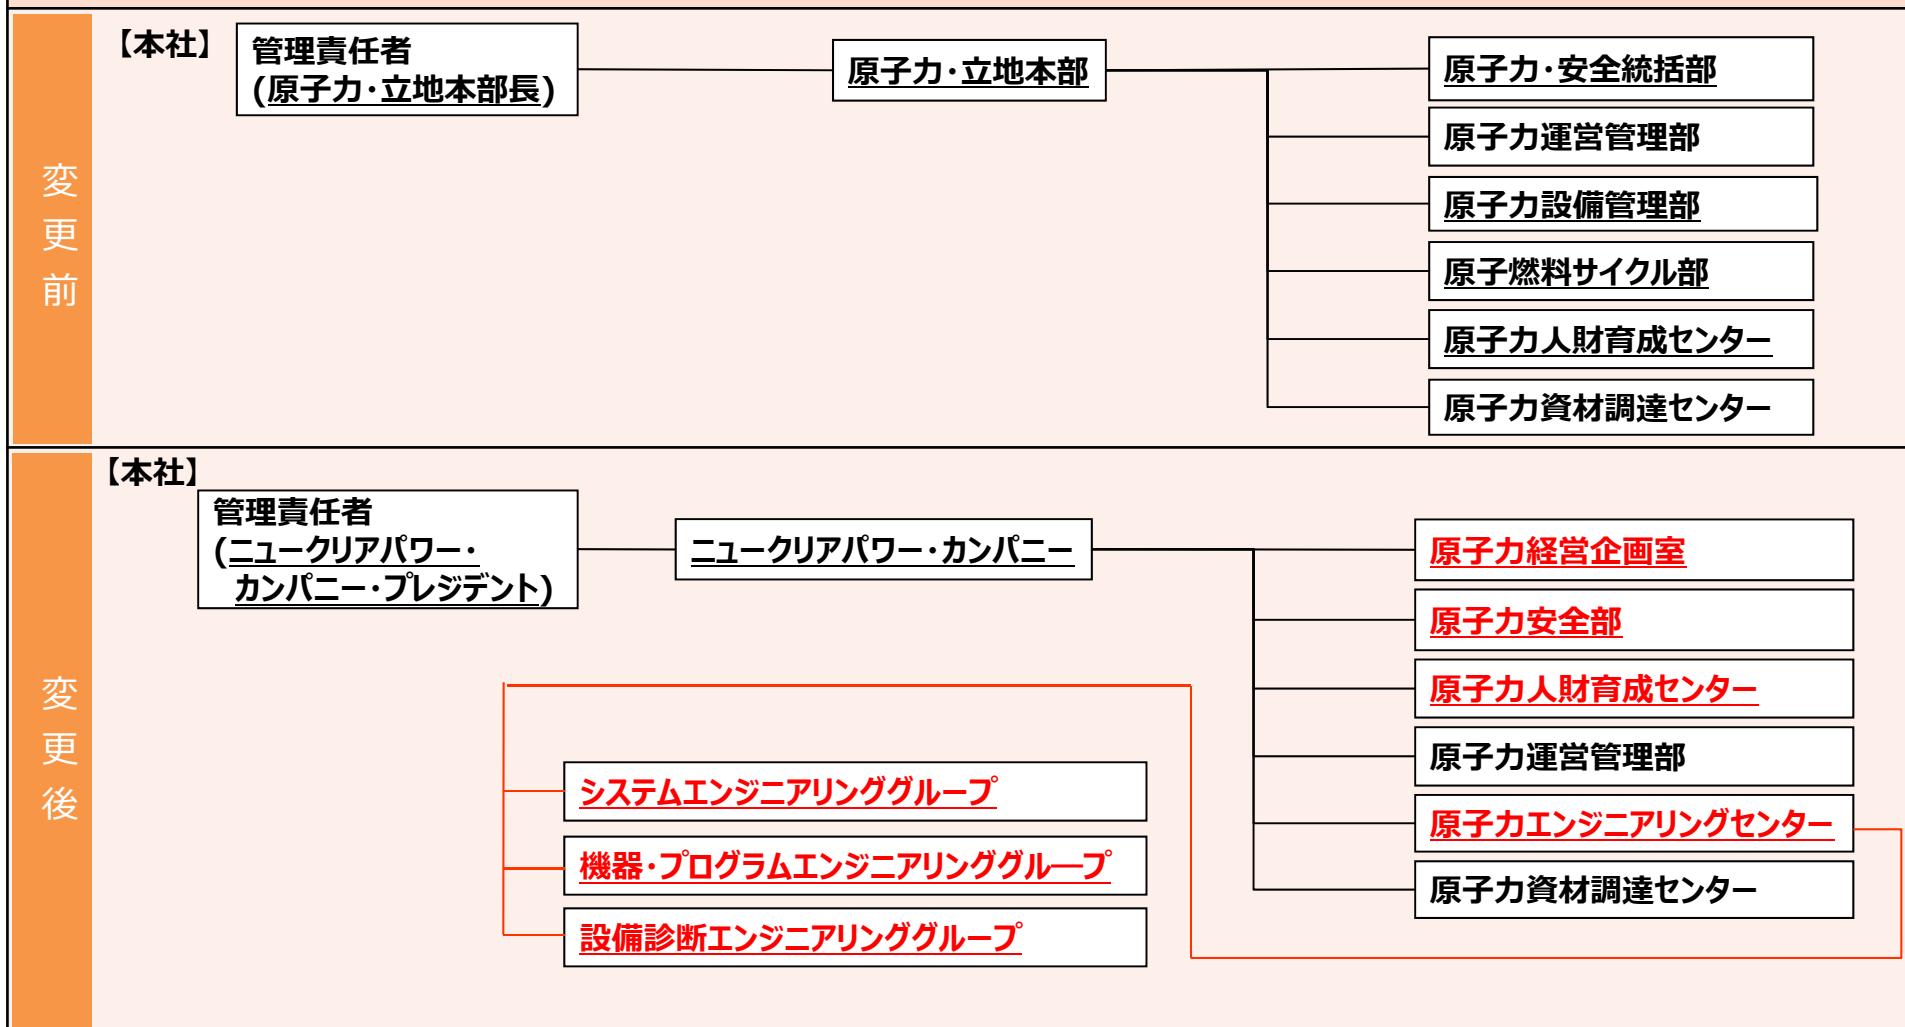 変更前
【本社】
管理責任者
(原子力・立地本部長)
原子力・立地本部
原子力・安全統括部
原子力運営管理部
原子力設備管理部
原子燃料サイクル部
原子力人財育成センター
原子力資材調達センター
変更後
【本社】
管理責任者
(ニュークリアパワー・
カンパニー・プレジデント)
ニュークリアパワー・カンパニー
原子力経営企画室
原子力安全部
原子力人財育成センター
原子力運営管理部
原子力エンジニアリングセンター
原子力資材調達センター
システムエンジニアリンググループ
機器・プログラムエンジニアリンググループ
設備診断エンジニアリンググループ